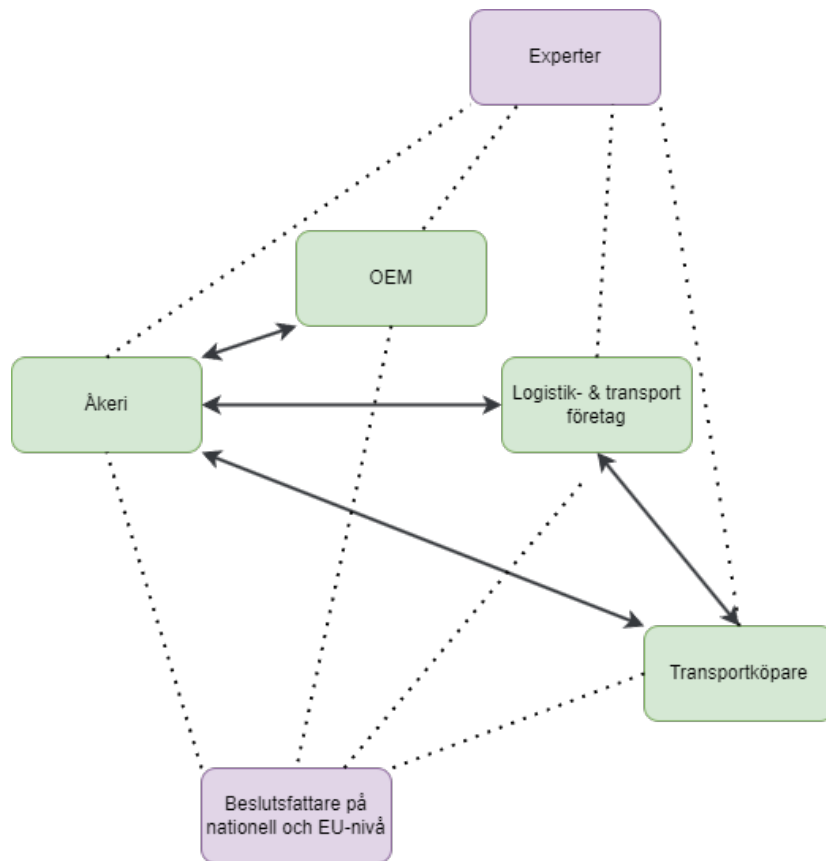 Experter
OEM
Åkeri
Logistik- & transport
företag
Transportköpare
Beslutsfattare på
nationell och EU-nivå